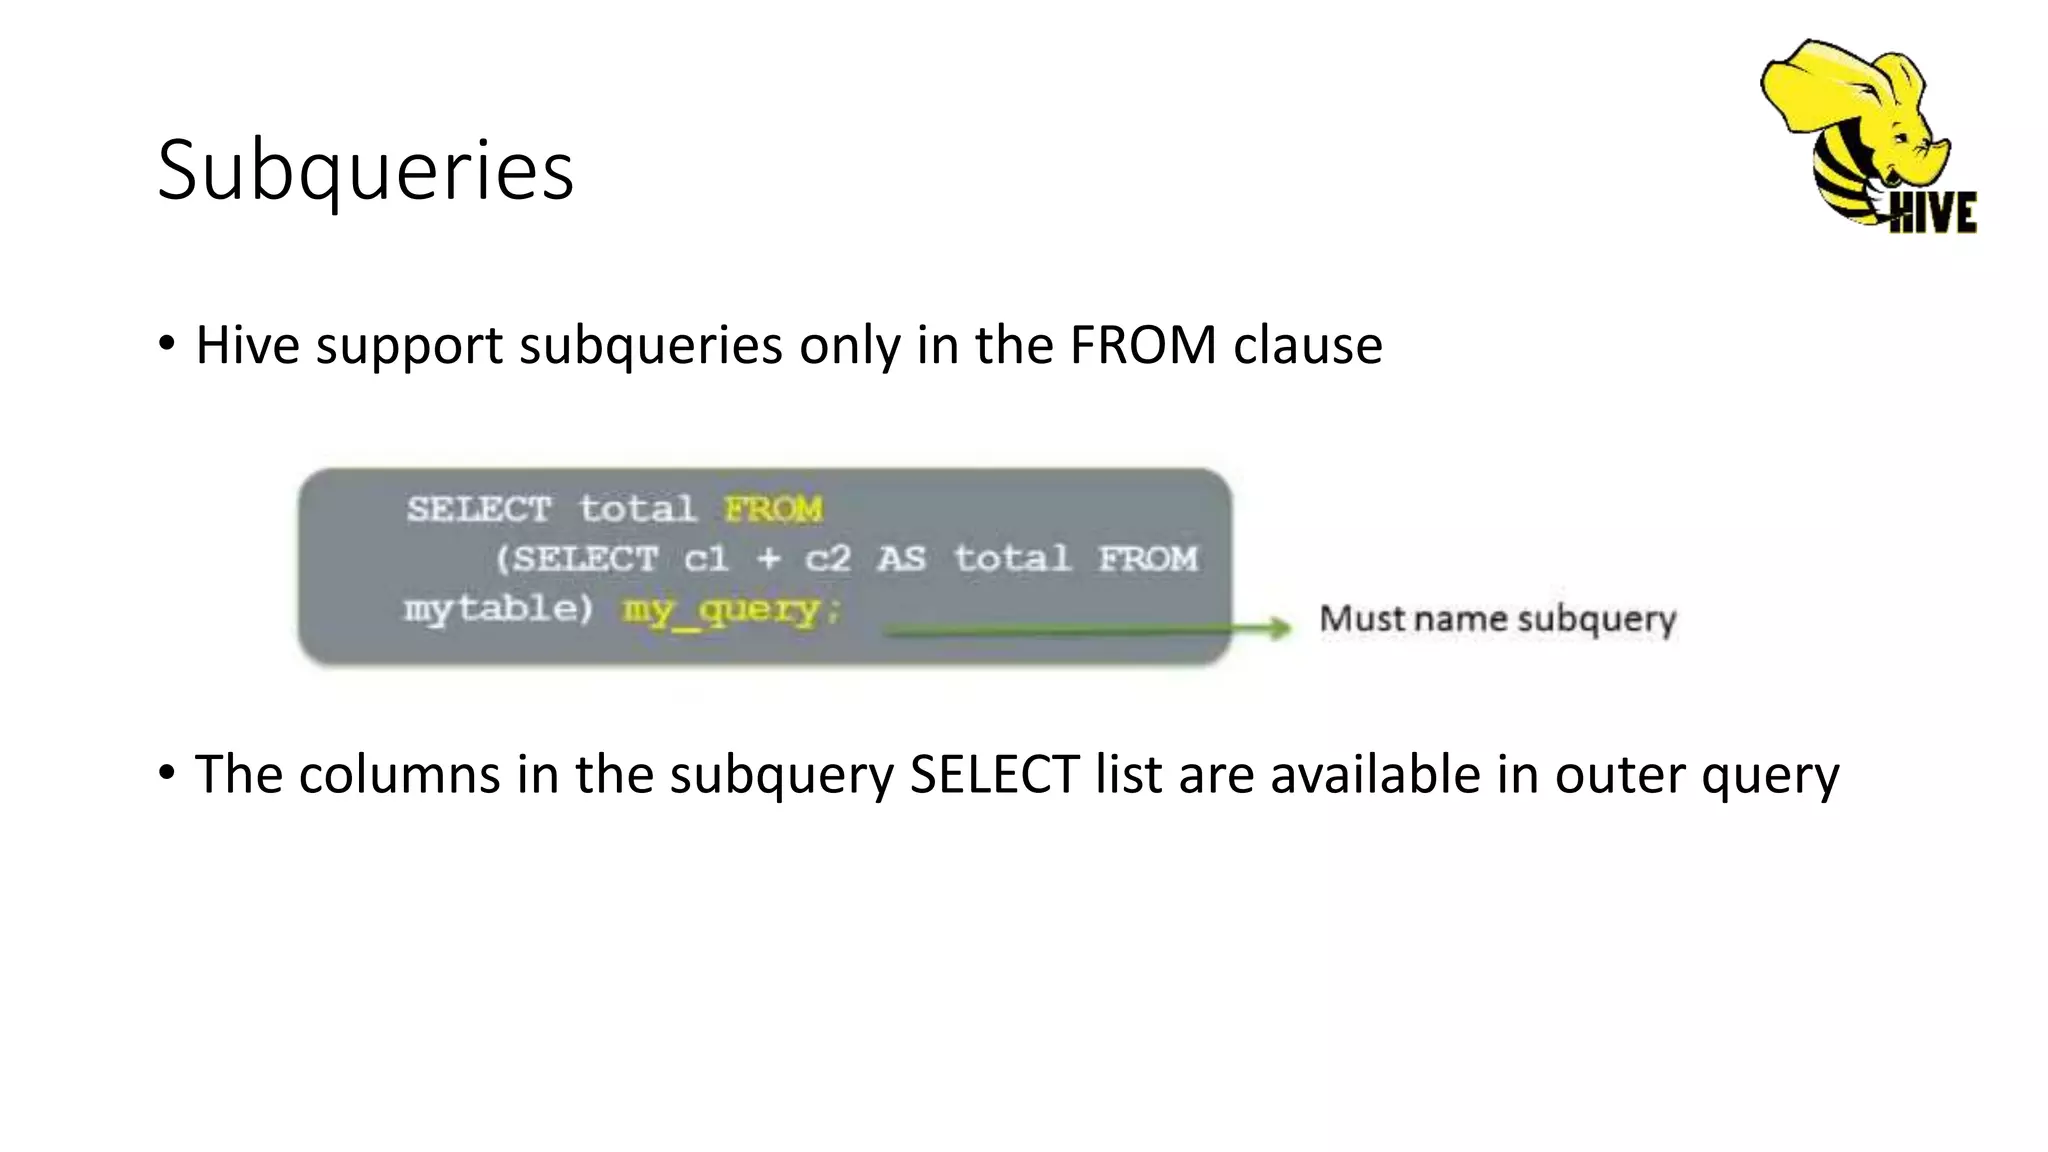 HIVE
Subqueries
• Hive support subqueries only in the FROM clause
SELECT total FROM
(SELECT c1 + c2 AS total FROM
mytable) my_query;
Must name subquery
• The columns in the subquery SELECT list are available in outer query